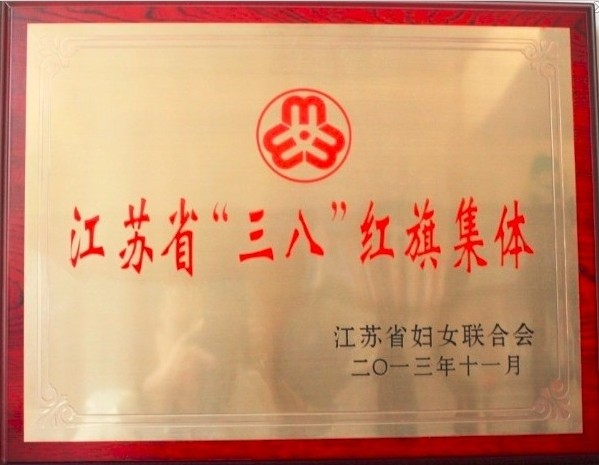 江苏省“三八”红旗集体
江苏省妇女联合会
二〇一三年十一月